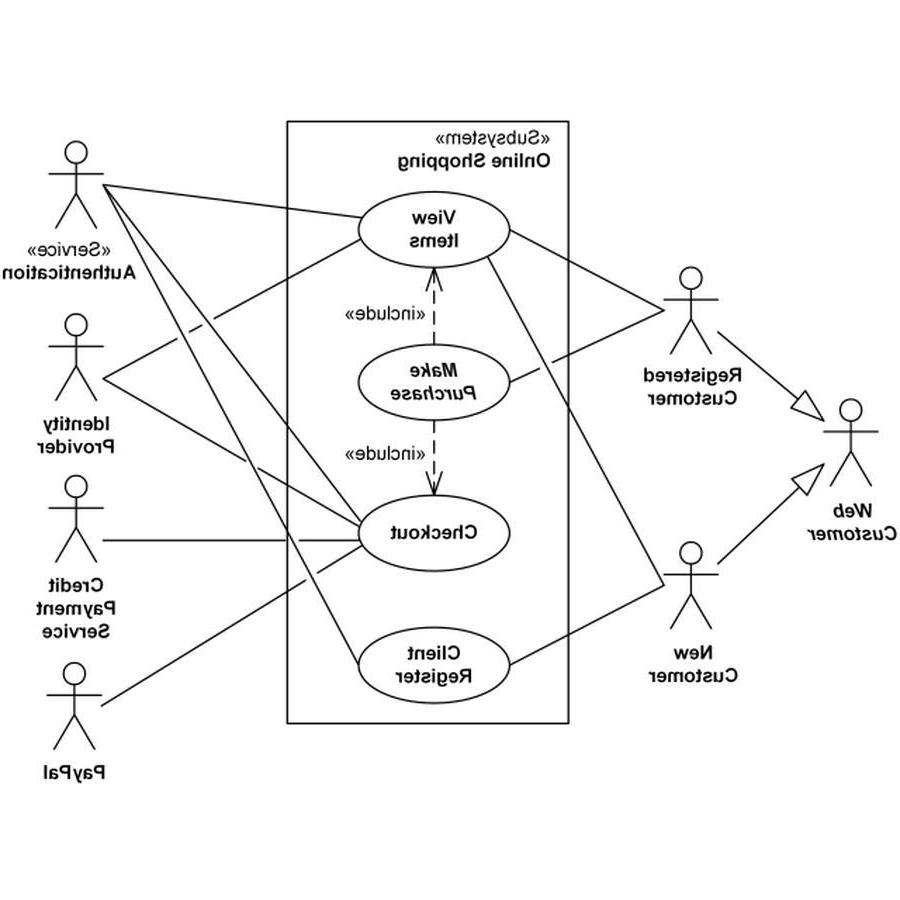 «Subsystem»
Online Shopping
View
Items
«include»
Make
Purchase
«include»
Checkout
Client
Register
«Service»
Authentication
Identity
Provider
Credit
Payment
Service
PayPal
Registered
Customer
Web
Customer
New
Customer